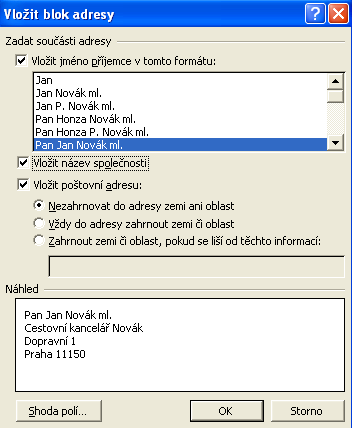 Vložit blok adresy
Zadat součásti adresy
Vložit jméno příjemce v tomto formátu:
Jan
Jan Novák ml.
Jan P. Novák ml.
Pan Honza Novák ml.
Pan Honza P. Novák ml.
Pan Jan Novák ml.
Vložit název společnosti
Vložit poštovní adresu:
Nezahrnovat do adresy zemi ani oblast
Vždy do adresy zahrnout zemi či oblast
Zahrnout zemi či oblast, pokud se liší od těchto informací:
Náhled
Pan Jan Novák ml.
Cestovní kancelář Novák
Dopravní 1
Praha 11150
Shoda polí...
OK
Storno